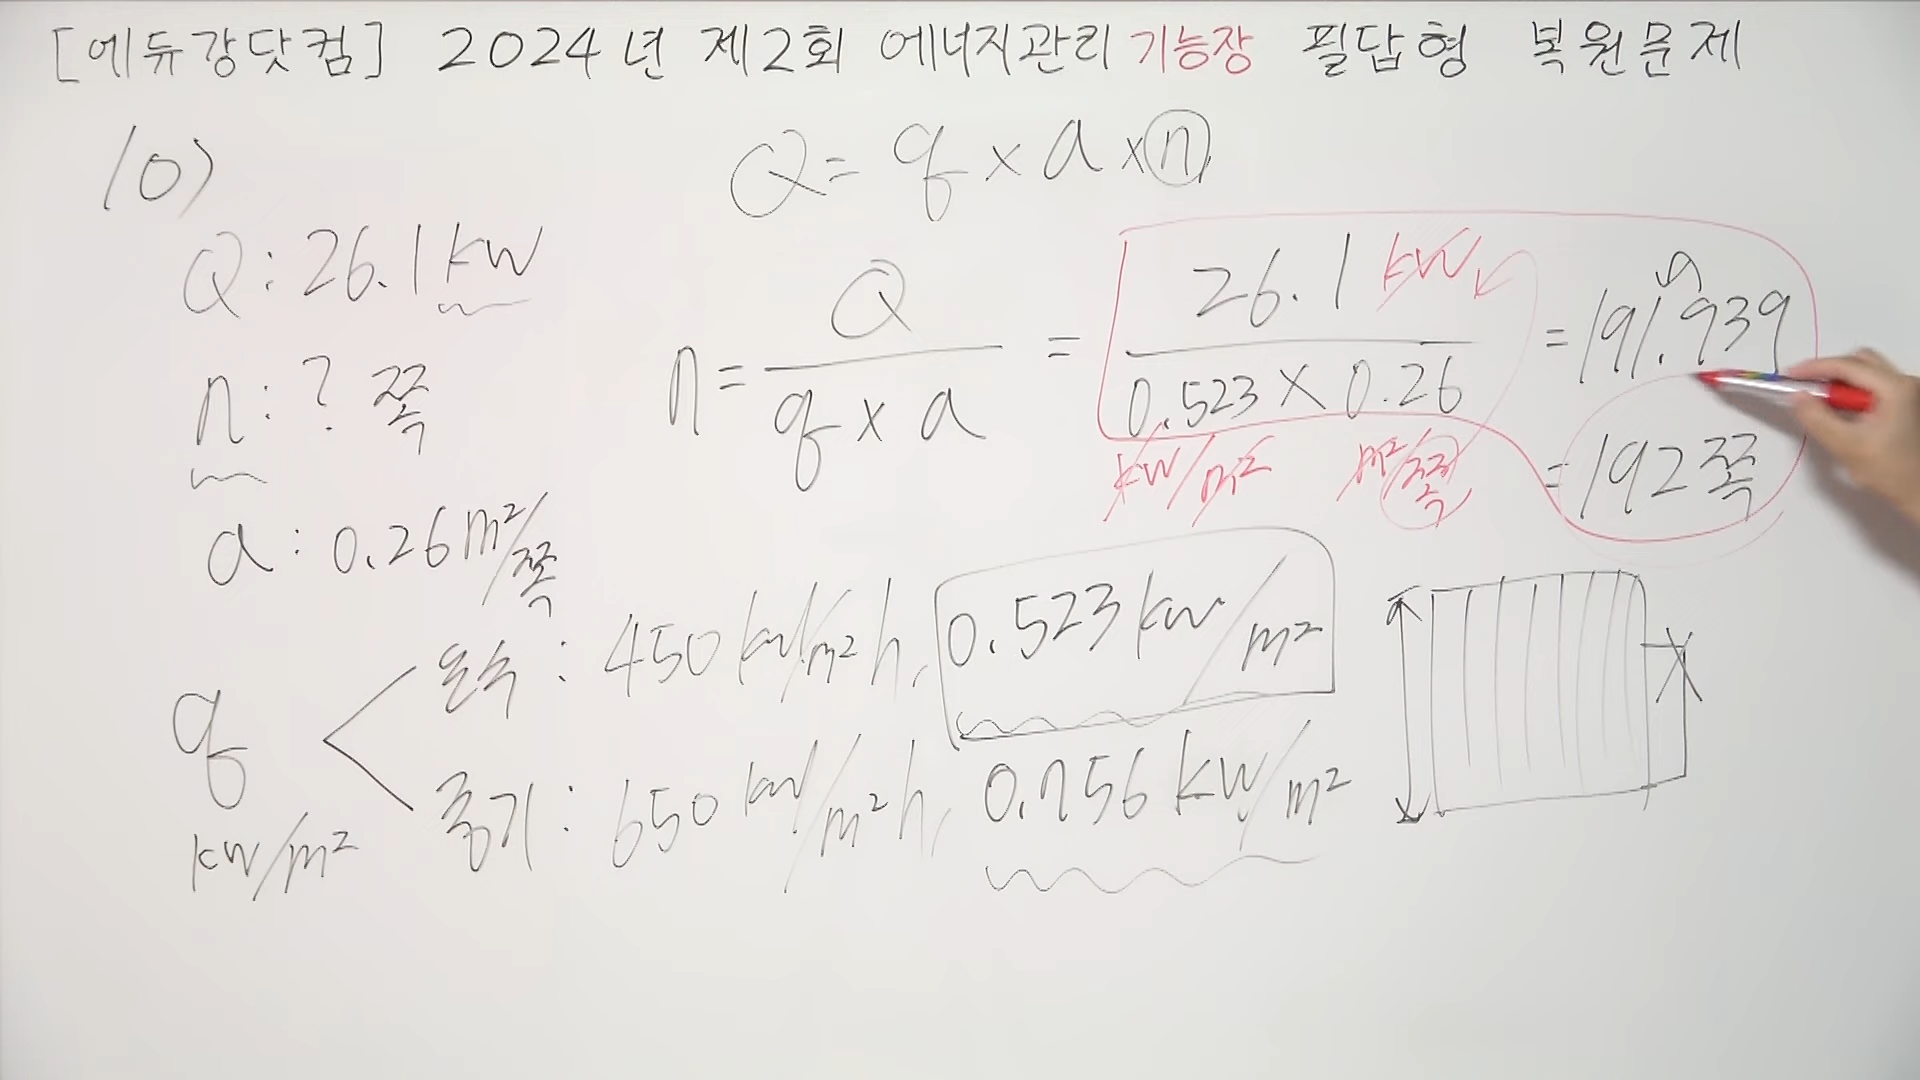 [에듀강닷컴] 2024년 제2회 에너지관리기능장 필답형 복원문제
10)
Q = q × a × n
Q : 26.1 kW
n : ? 쪽
a : 0.26 m²/쪽
n = Q / (q × a) = 26.1 kW / (0.523 × 0.26) = 191.939
kW/m² m²/쪽
= 192쪽
q kW/m²
온수 : 450 kcal/m²h, 0.523 kW/m²
증기 : 650 kcal/m²h, 0.756 kW/m²